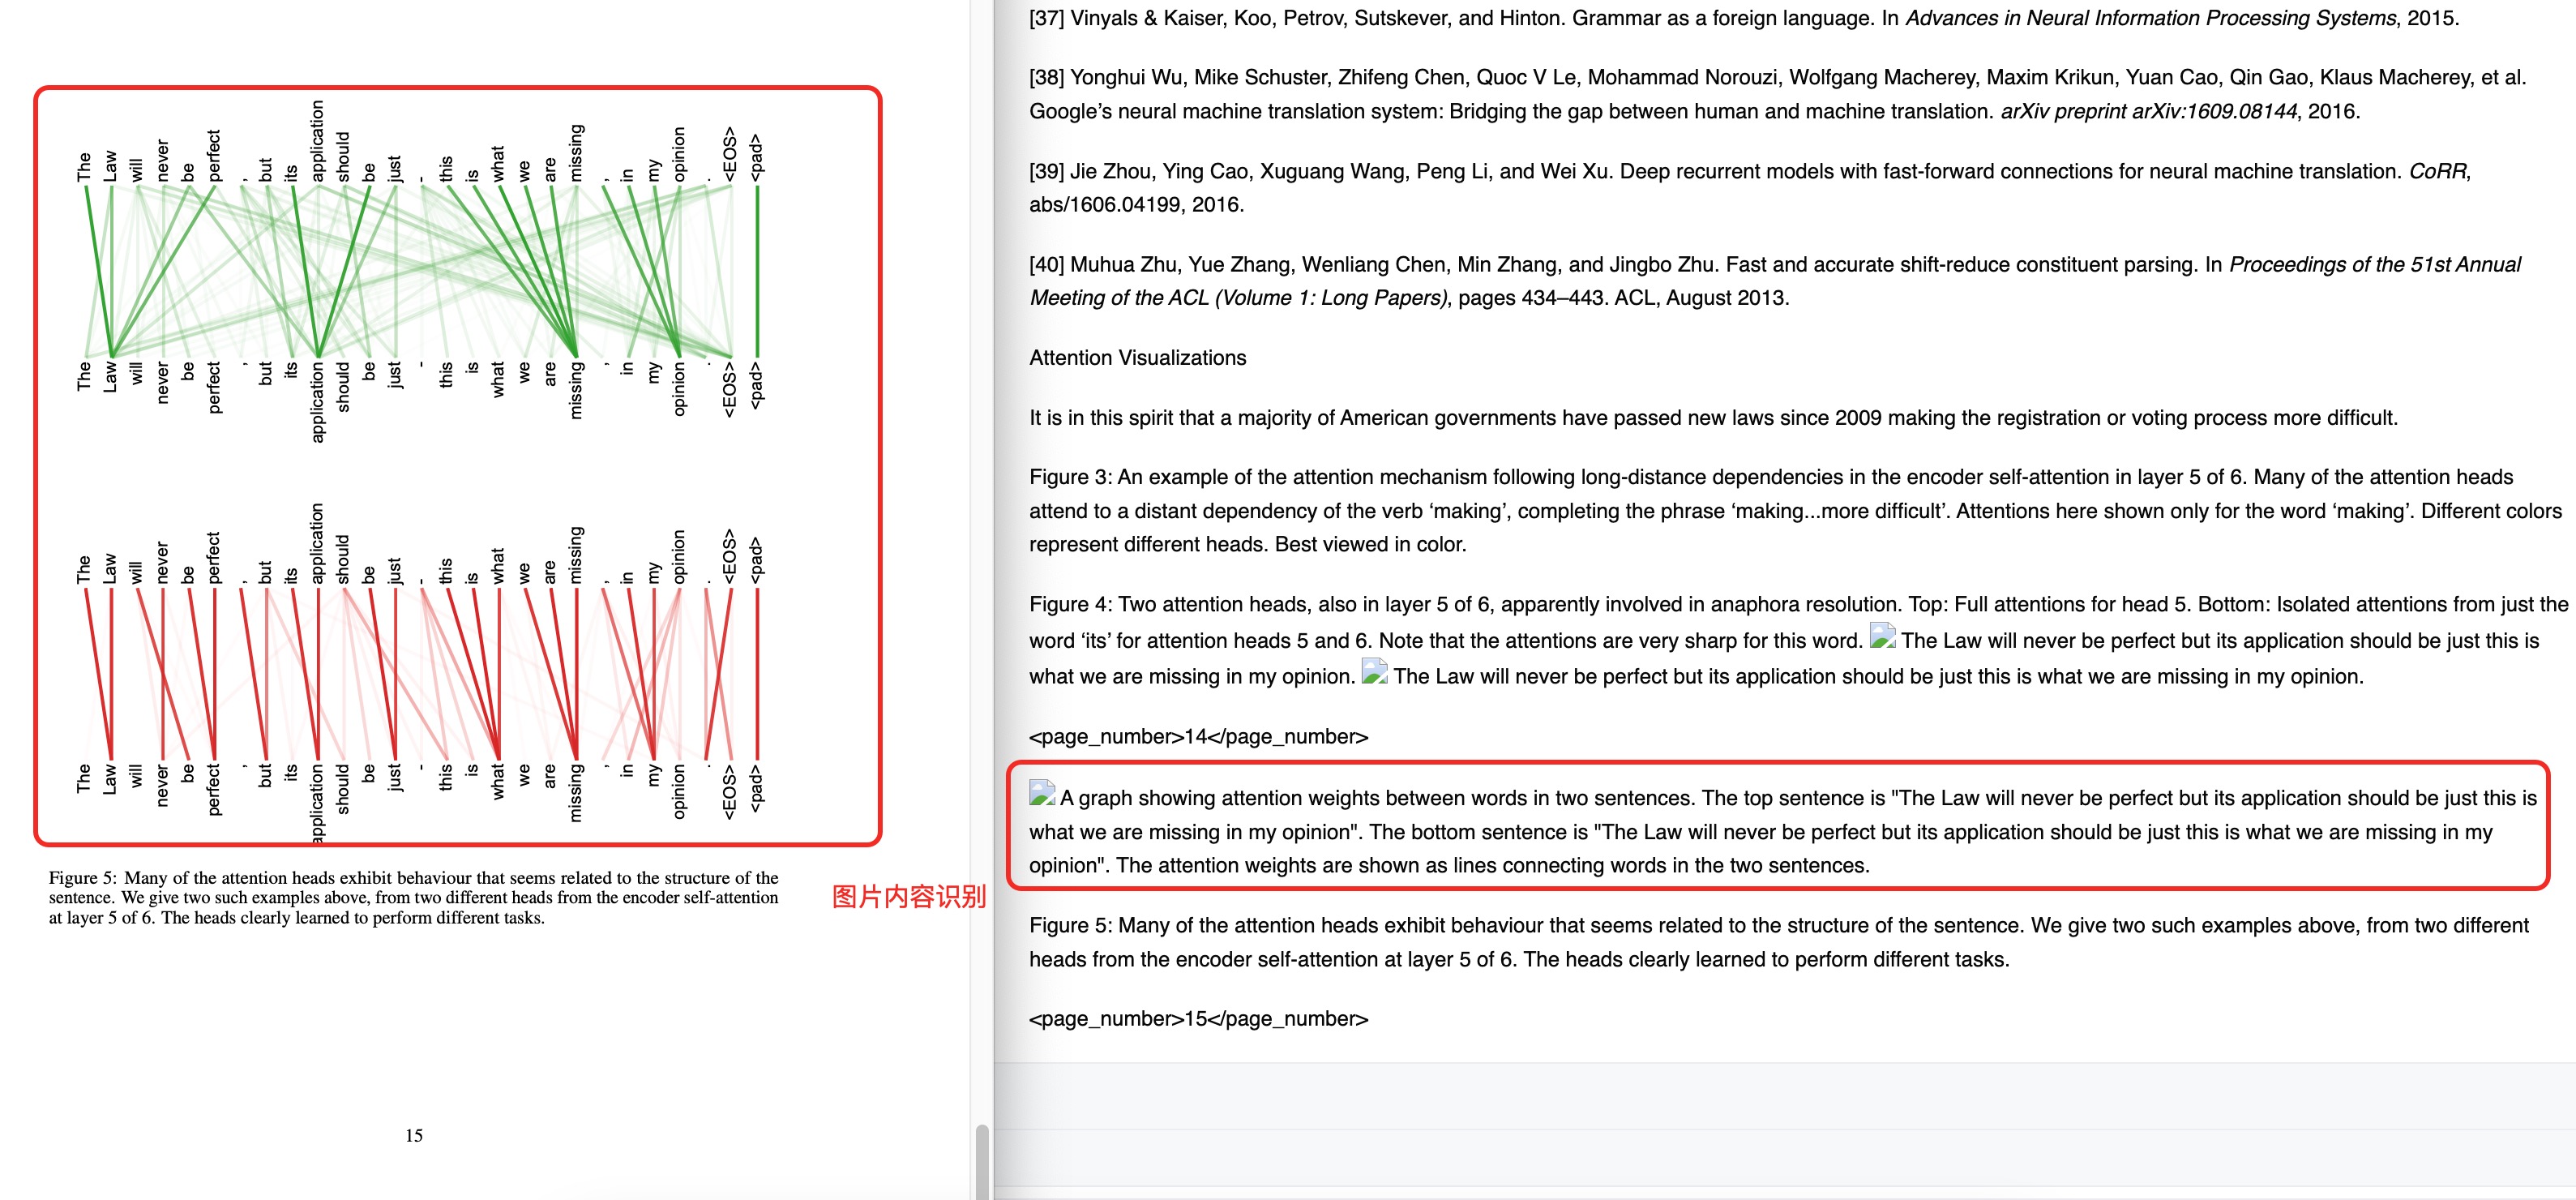 The Law will never be perfect , but its application should be just - this is what we are missing , in my opinion . <EOS> <pad>
The Law will never be perfect , but its application should be just - this is what we are missing , in my opinion . <EOS> <pad>
The Law will never be perfect , but its application should be just - this is what we are missing , in my opinion . <EOS> <pad>
The Law will never be perfect , but its application should be just - this is what we are missing , in my opinion . <EOS> <pad>
Figure 5: Many of the attention heads exhibit behaviour that seems related to the structure of the
sentence. We give two such examples above, from two different heads from the encoder self-attention
at layer 5 of 6. The heads clearly learned to perform different tasks.
15
图片内容识别
[37] Vinyals & Kaiser, Koo, Petrov, Sutskever, and Hinton. Grammar as a foreign language. In Advances in Neural Information Processing Systems, 2015.
[38] Yonghui Wu, Mike Schuster, Zhifeng Chen, Quoc V Le, Mohammad Norouzi, Wolfgang Macherey, Maxim Krikun, Yuan Cao, Qin Gao, Klaus Macherey, et al.
Google’s neural machine translation system: Bridging the gap between human and machine translation. arXiv preprint arXiv:1609.08144, 2016.
[39] Jie Zhou, Ying Cao, Xuguang Wang, Peng Li, and Wei Xu. Deep recurrent models with fast-forward connections for neural machine translation. CoRR,
abs/1606.04199, 2016.
[40] Muhua Zhu, Yue Zhang, Wenliang Chen, Min Zhang, and Jingbo Zhu. Fast and accurate shift-reduce constituent parsing. In Proceedings of the 51st Annual
Meeting of the ACL (Volume 1: Long Papers), pages 434–443. ACL, August 2013.
Attention Visualizations
It is in this spirit that a majority of American governments have passed new laws since 2009 making the registration or voting process more difficult.
Figure 3: An example of the attention mechanism following long-distance dependencies in the encoder self-attention in layer 5 of 6. Many of the attention heads
attend to a distant dependency of the verb ‘making’, completing the phrase ‘making...more difficult’. Attentions here shown only for the word ‘making’. Different colors
represent different heads. Best viewed in color.
Figure 4: Two attention heads, also in layer 5 of 6, apparently involved in anaphora resolution. Top: Full attentions for head 5. Bottom: Isolated attentions from just the
word ‘its’ for attention heads 5 and 6. Note that the attentions are very sharp for this word. The Law will never be perfect but its application should be just this is
what we are missing in my opinion. The Law will never be perfect but its application should be just this is what we are missing in my opinion.
<page_number>14</page_number>
A graph showing attention weights between words in two sentences. The top sentence is "The Law will never be perfect but its application should be just this is
what we are missing in my opinion". The bottom sentence is "The Law will never be perfect but its application should be just this is what we are missing in my
opinion". The attention weights are shown as lines connecting words in the two sentences.
Figure 5: Many of the attention heads exhibit behaviour that seems related to the structure of the sentence. We give two such examples above, from two different
heads from the encoder self-attention at layer 5 of 6. The heads clearly learned to perform different tasks.
<page_number>15</page_number>